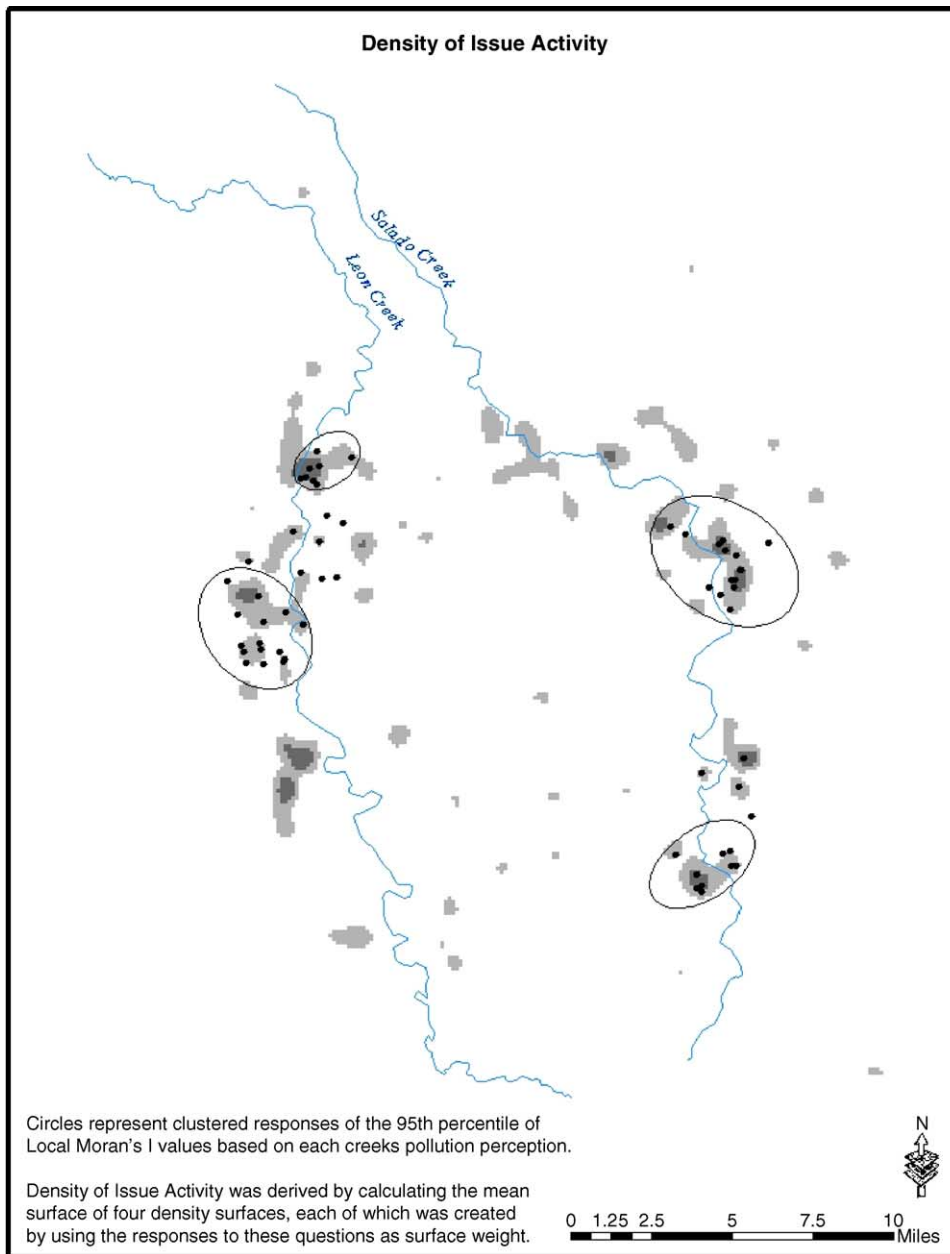 Density of Issue Activity
Salado Creek
Leon Creek
Circles represent clustered responses of the 95th percentile of
Local Moran's I values based on each creeks pollution perception.
Density of Issue Activity was derived by calculating the mean
surface of four density surfaces, each of which was created
by using the responses to these questions as surface weight.
N
0 1.25 2.5 5 7.5 10
Miles